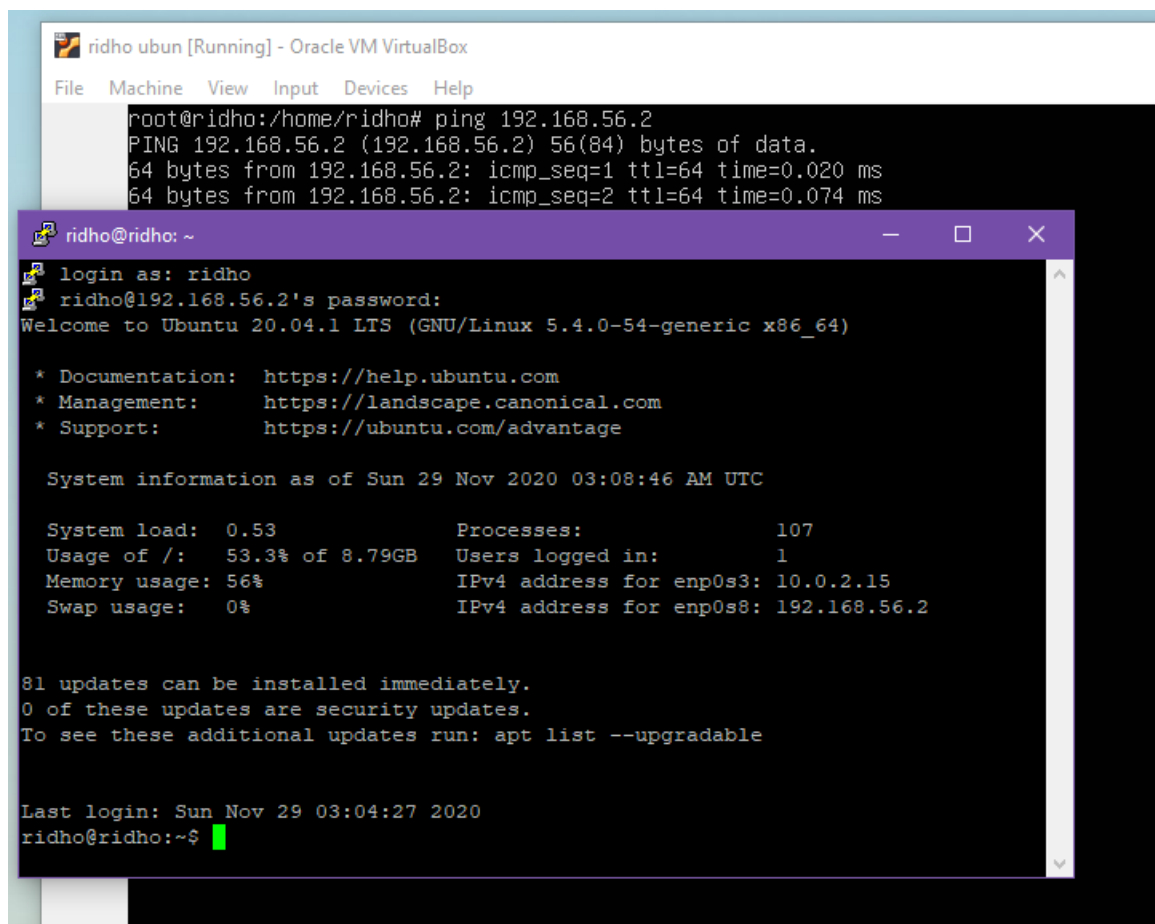 ridho ubun [Running] - Oracle VM VirtualBox
File Machine View Input Devices Help
root@ridho:/home/ridho# ping 192.168.56.2
PING 192.168.56.2 (192.168.56.2) 56(84) bytes of data.
64 bytes from 192.168.56.2: icmp_seq=1 ttl=64 time=0.020 ms
64 bytes from 192.168.56.2: icmp_seq=2 ttl=64 time=0.074 ms
ridho@ridho: ~
login as: ridho
ridho@192.168.56.2's password:
Welcome to Ubuntu 20.04.1 LTS (GNU/Linux 5.4.0-54-generic x86_64)
* Documentation: https://help.ubuntu.com
* Management: https://landscape.canonical.com
* Support: https://ubuntu.com/advantage
System information as of Sun 29 Nov 2020 03:08:46 AM UTC
System load: 0.53 Processes: 107
Usage of /: 53.3% of 8.79GB Users logged in: 1
Memory usage: 56% IPv4 address for enp0s3: 10.0.2.15
Swap usage: 0% IPv4 address for enp0s8: 192.168.56.2
81 updates can be installed immediately.
0 of these updates are security updates.
To see these additional updates run: apt list --upgradable
Last login: Sun Nov 29 03:04:27 2020
ridho@ridho:~$